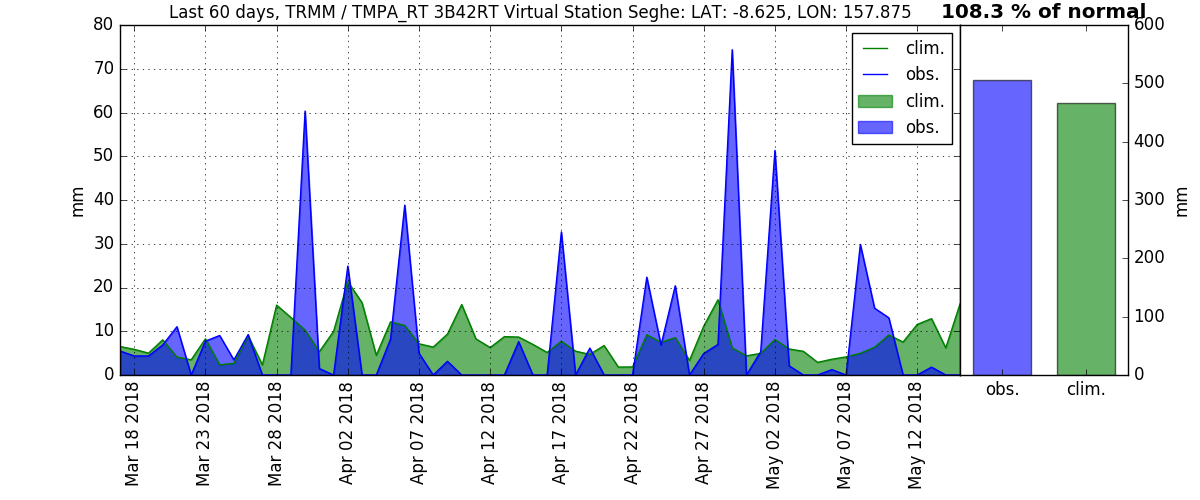 Last 60 days, TRMM / TMPA_RT 3B42RT Virtual Station Seghe: LAT: -8.625, LON: 157.875
108.3 % of normal
80
70
60
50
40
30
20
10
0
mm
clim.
obs.
clim.
obs.
Mar 18 2018
Mar 23 2018
Mar 28 2018
Apr 02 2018
Apr 07 2018
Apr 12 2018
Apr 17 2018
Apr 22 2018
Apr 27 2018
May 02 2018
May 07 2018
May 12 2018
600
500
400
300
200
100
0
mm
obs.
clim.